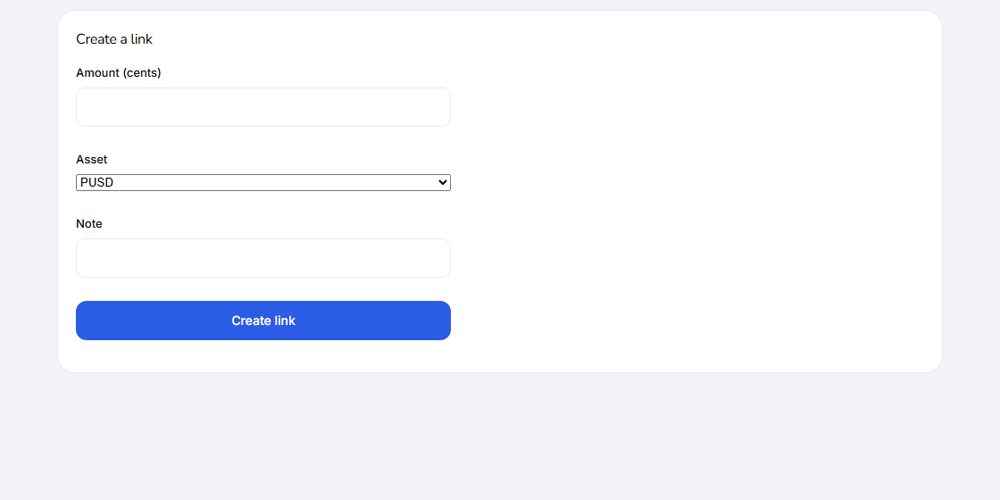 Create a link
Amount (cents)
Asset
PUSD
Note
Create link